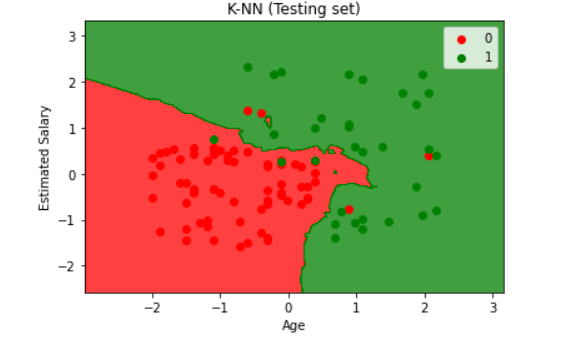 K-NN (Testing set)
0
1
3
2
1
0
−1
−2
Estimated Salary
−2 −1 0 1 2 3
Age